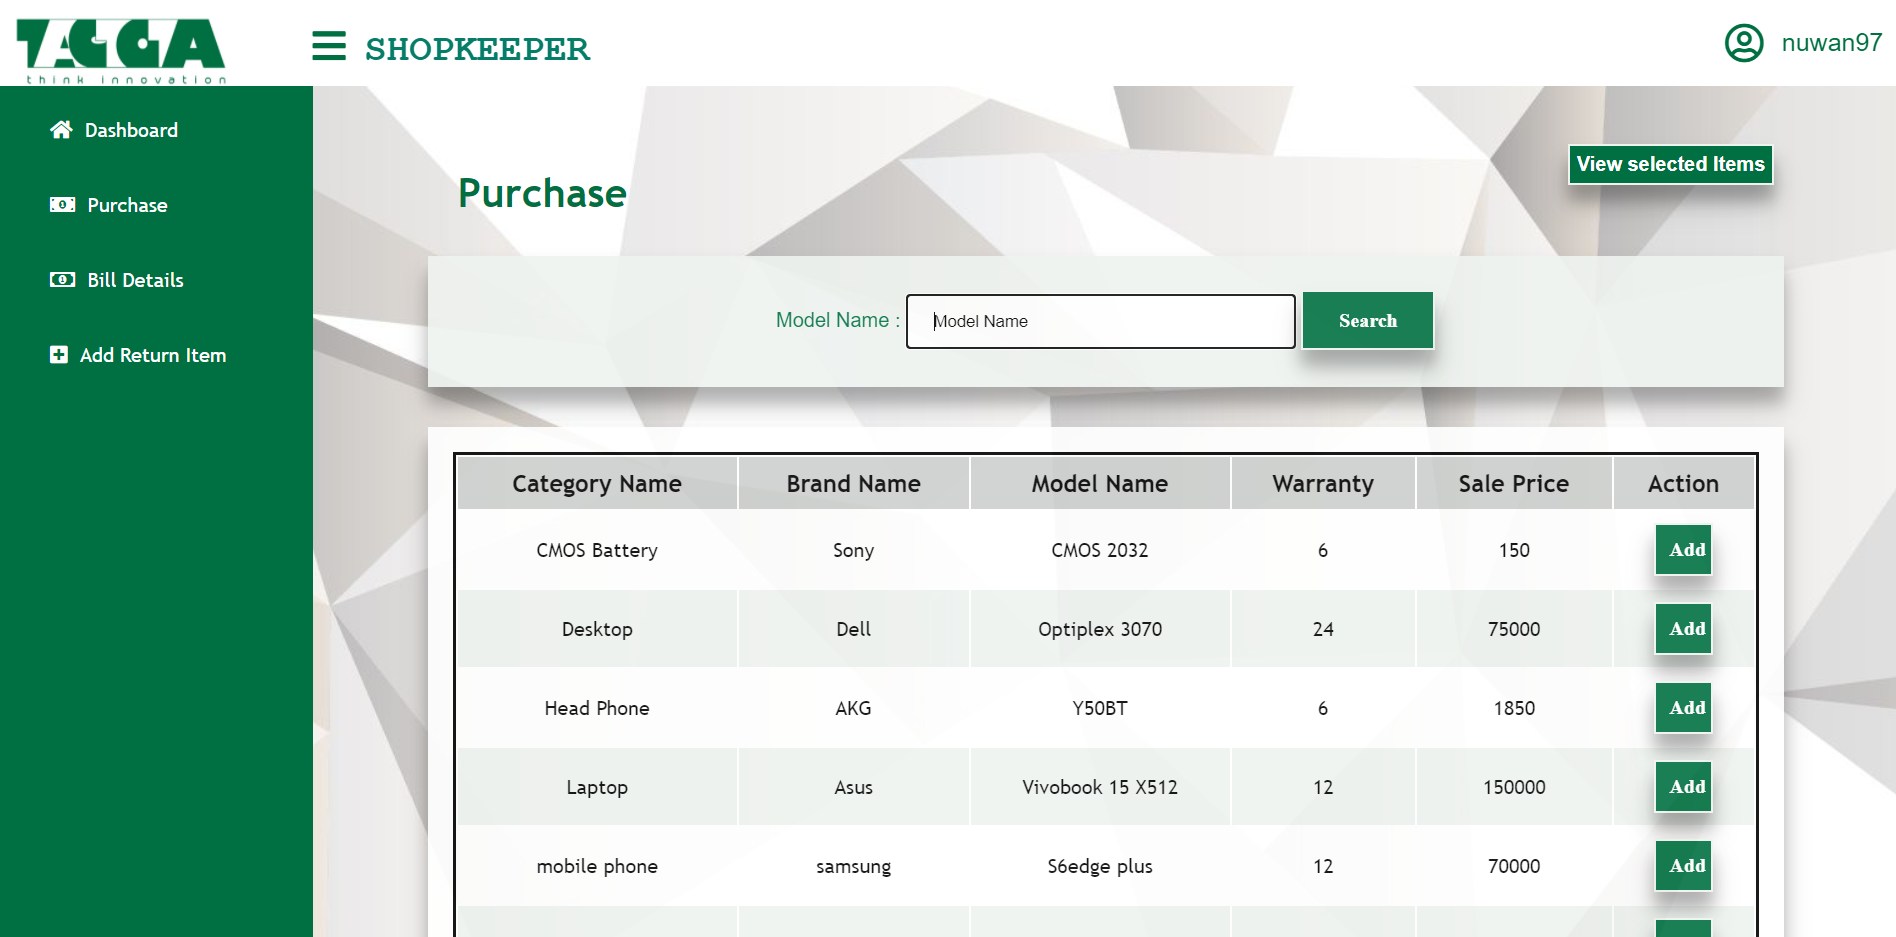 TAGGA
think innovation
SHOPKEEPER
nuwan97
Dashboard
Purchase
Bill Details
Add Return Item
Purchase
View selected Items
Model Name : Model Name Search
Category Name Brand Name Model Name Warranty Sale Price Action
CMOS Battery Sony CMOS 2032 6 150 Add
Desktop Dell Optiplex 3070 24 75000 Add
Head Phone AKG Y50BT 6 1850 Add
Laptop Asus Vivobook 15 X512 12 150000 Add
mobile phone samsung S6edge plus 12 70000 Add